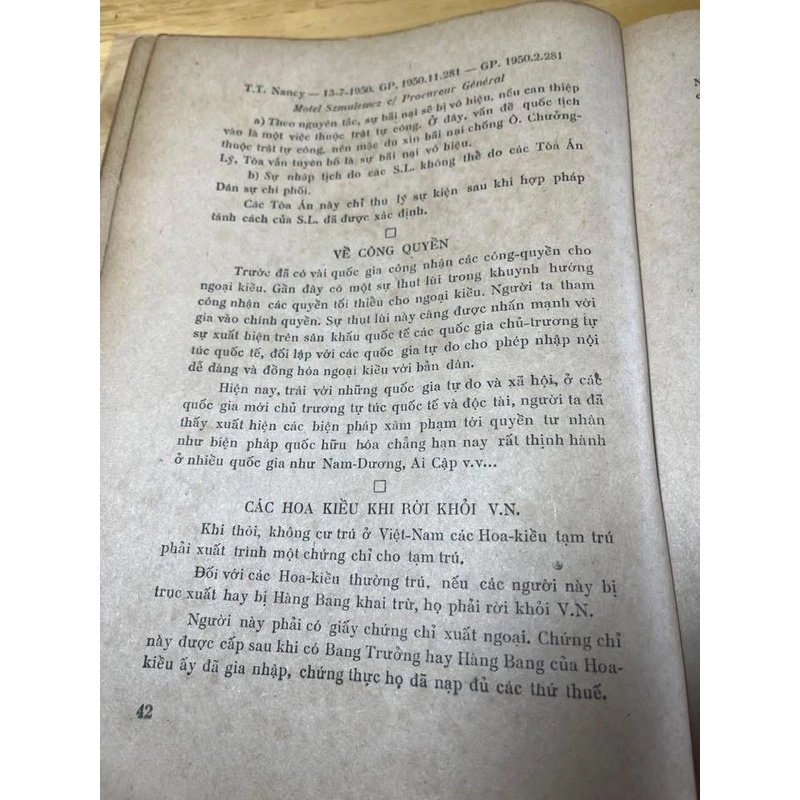 T.T. Nancy — 13-7-1950. GP. 1950.11.281 — GP. 1950.2.281
Motel Szmulewcz c/ Procureur Général
a) Theo nguyên tắc, sự bãi nại sẽ bị vô hiệu, nếu can thiệp
vào là một việc thuộc trật tự công. Ở đây, vấn đề quốc tịch
thuộc trật tự công, nên mặc dù xin bãi nại chống Ô. Chưởng-
Lý, Tòa vẫn tuyên bố là sự bãi nại vô hiệu.
b) Sự nhập tịch do các S.L. không thể do các Tòa Án
Dân sự chi phối.
Các Tòa Án này chỉ thụ lý sự kiện sau khi hợp pháp
tánh cách của S.L. đã được xác định.
VỀ CÔNG QUYỀN
Trước đã có vài quốc gia công nhận các công-quyền cho
ngoại kiều. Gần đây có một sự thụt lùi trong khuynh hướng
công nhận các quyền tối thiểu cho ngoại kiều. Người ta tham
gia vào chính quyền. Sự thụt lùi này càng được nhấn mạnh với
sự xuất hiện trên sân khấu quốc tế các quốc gia chủ-trương tự
túc quốc tế, đối lập với các quốc gia tự do cho phép nhập nội
dễ dàng và đồng hóa ngoại kiều với bản dân.
Hiện nay, trái với những quốc gia tự do và xã hội, ở các
quốc gia mới chủ trương tự túc quốc tế và độc tài, người ta đã
thấy xuất hiện các biện pháp xâm phạm tới quyền tư nhân
như biện pháp quốc hữu hóa chẳng hạn nay rất thịnh hành
ở nhiều quốc gia như Nam-Dương, Ai Cập v.v...
CÁC HOA KIỀU KHI RỜI KHỎI V.N.
Khi thôi, không cư trú ở Việt-Nam các Hoa-kiều tạm trú
phải xuất trình một chứng chỉ cho tạm trú.
Đối với các Hoa-kiều thường trú, nếu các người này bị
trục xuất hay bị Hàng Bang khai trừ, họ phải rời khỏi V.N.
Người này phải có giấy chứng chỉ xuất ngoại. Chứng chỉ
này được cấp sau khi có Bang Trưởng hay Hàng Bang của Hoa-
kiều ấy đã gia nhập, chứng thực họ đã nạp đủ các thứ thuế.
42